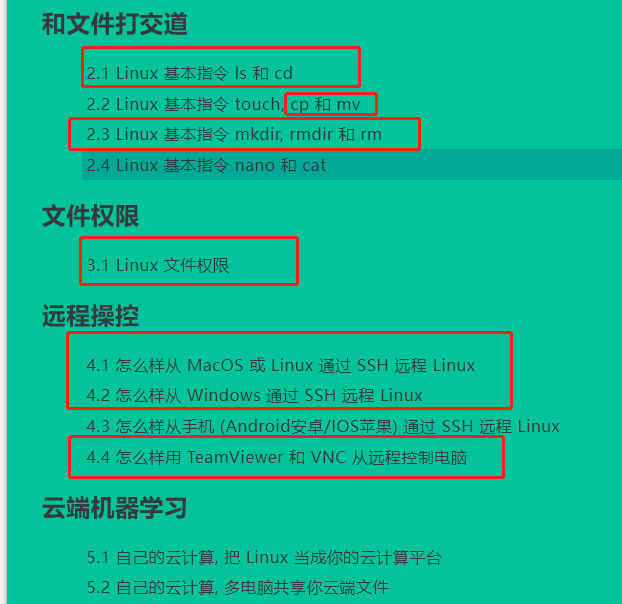 和文件打交道
2.1 Linux 基本指令 ls 和 cd
2.2 Linux 基本指令 touch, cp 和 mv
2.3 Linux 基本指令 mkdir, rmdir 和 rm
2.4 Linux 基本指令 nano 和 cat
文件权限
3.1 Linux 文件权限
远程操控
4.1 怎么样从 MacOS 或 Linux 通过 SSH 远程 Linux
4.2 怎么样从 Windows 通过 SSH 远程 Linux
4.3 怎么样从手机 (Android安卓/IOS苹果) 通过 SSH 远程 Linux
4.4 怎么样用 TeamViewer 和 VNC 从远程控制电脑
云端机器学习
5.1 自己的云计算, 把 Linux 当成你的云计算平台
5.2 自己的云计算, 多电脑共享你云端文件